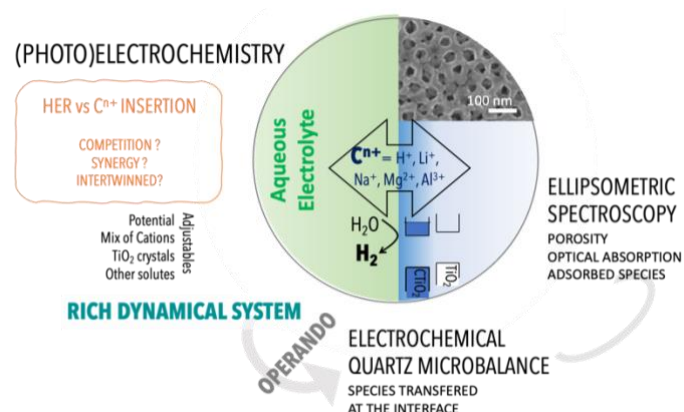 (PHOTO)ELECTROCHEMISTRY
HER vs Cⁿ⁺ INSERTION
COMPETITION ?
SYNERGY ?
INTERTWINNED?
Potential
Mix of Cations
TiO₂ crystals
Other solutes
Adjustables
RICH DYNAMICAL SYSTEM
Aqueous
Electrolyte
100 nm
Cⁿ⁺= H⁺, Li⁺,
Na⁺, Mg²⁺, Al³⁺
H₂O
H₂
CTiO₂
TiO₂
ELLIPSOMETRIC
SPECTROSCOPY
POROSITY
OPTICAL ABSORPTION
ADSORBED SPECIES
OPERANDO
ELECTROCHEMICAL
QUARTZ MICROBALANCE
SPECIES TRANSFERED
AT THE INTERFACE